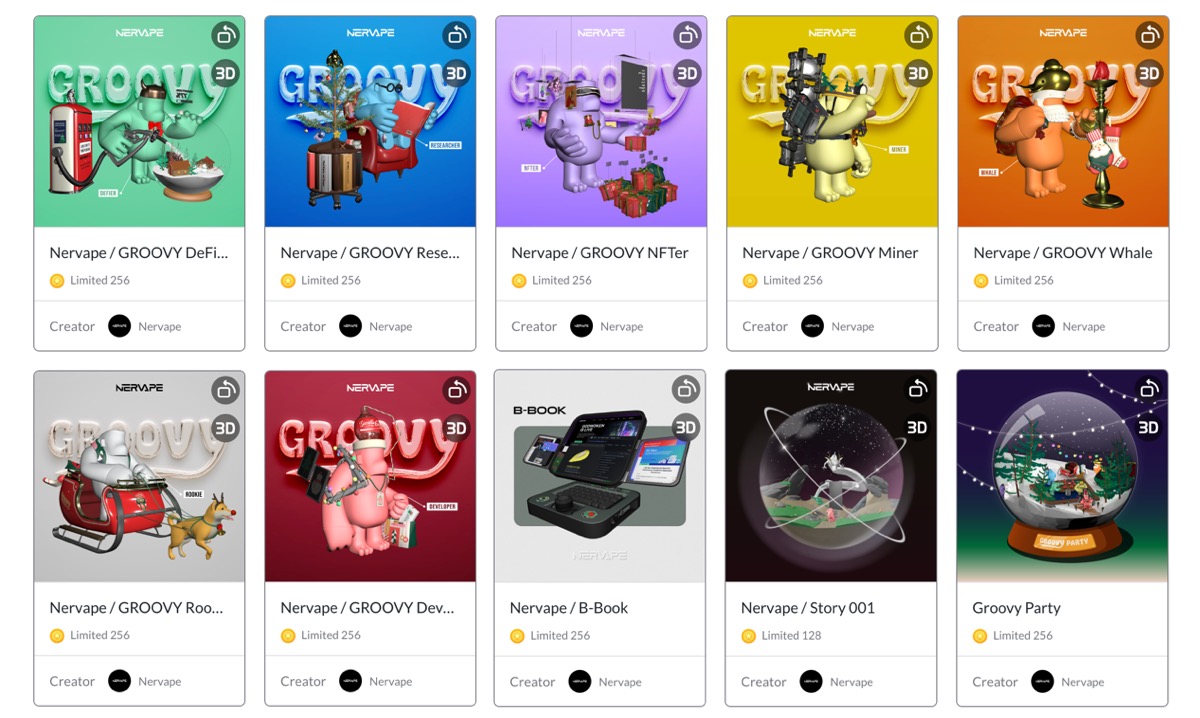 NERVAPE
3D
GROOVY
DEFIER
Nervape / GROOVY DeFi...
Limited 256
Creator Nervape
NERVAPE
3D
GROOVY
RESEARCHER
Nervape / GROOVY Rese...
Limited 256
Creator Nervape
NERVAPE
3D
GROOVY
NFTER
Nervape / GROOVY NFTer
Limited 256
Creator Nervape
NERVAPE
3D
GROOVY
MINER
Nervape / GROOVY Miner
Limited 256
Creator Nervape
NERVAPE
3D
GROOVY
WHALE
Nervape / GROOVY Whale
Limited 256
Creator Nervape
NERVAPE
3D
GROOVY
ROOKIE
Nervape / GROOVY Roo...
Limited 256
Creator Nervape
NERVAPE
3D
GROOVY
DEVELOPER
Nervape / GROOVY Dev...
Limited 256
Creator Nervape
B-BOOK
3D
NERVAPE
Nervape / B-Book
Limited 256
Creator Nervape
NERVAPE
3D
Nervape / Story 001
Limited 128
Creator Nervape
3D
GROOVY PARTY
Groovy Party
Limited 256
Creator Nervape